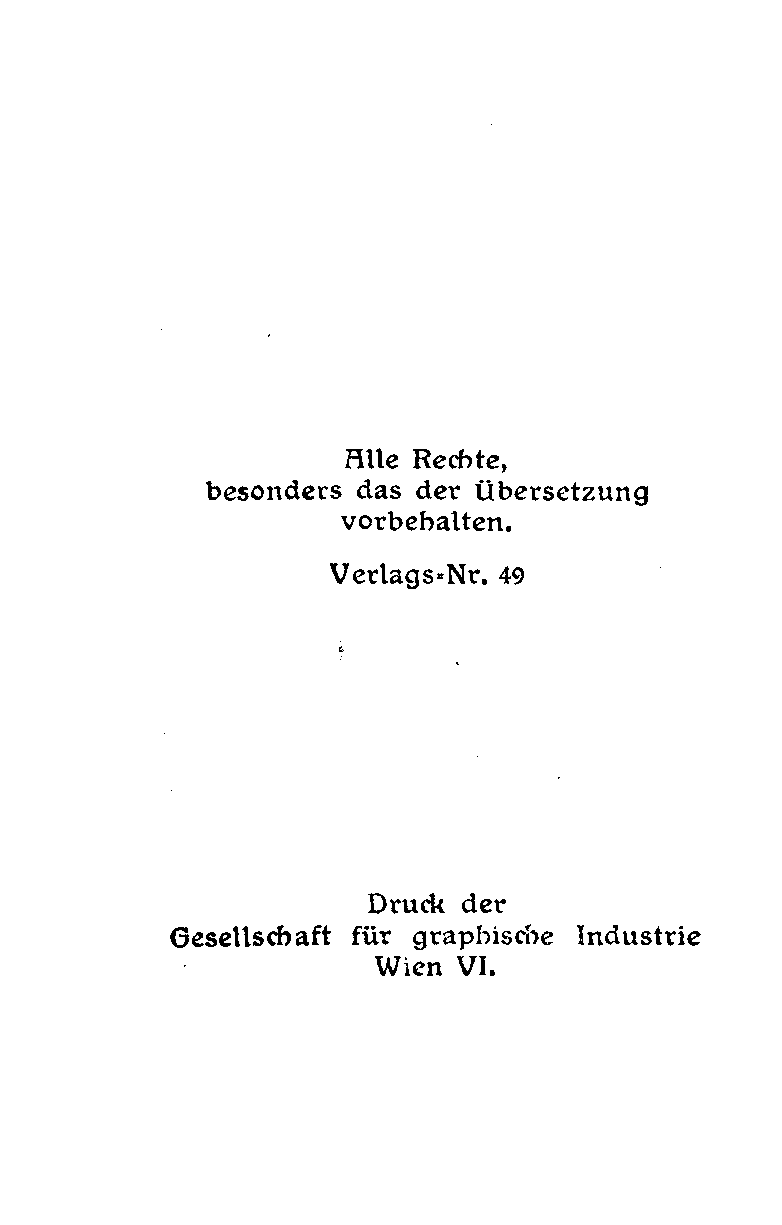 Alle Rechte,
besonders das der Übersetzung
vorbehalten.
Verlags-Nr. 49
Druck der
Gesellschaft für graphische Industrie
Wien VI.